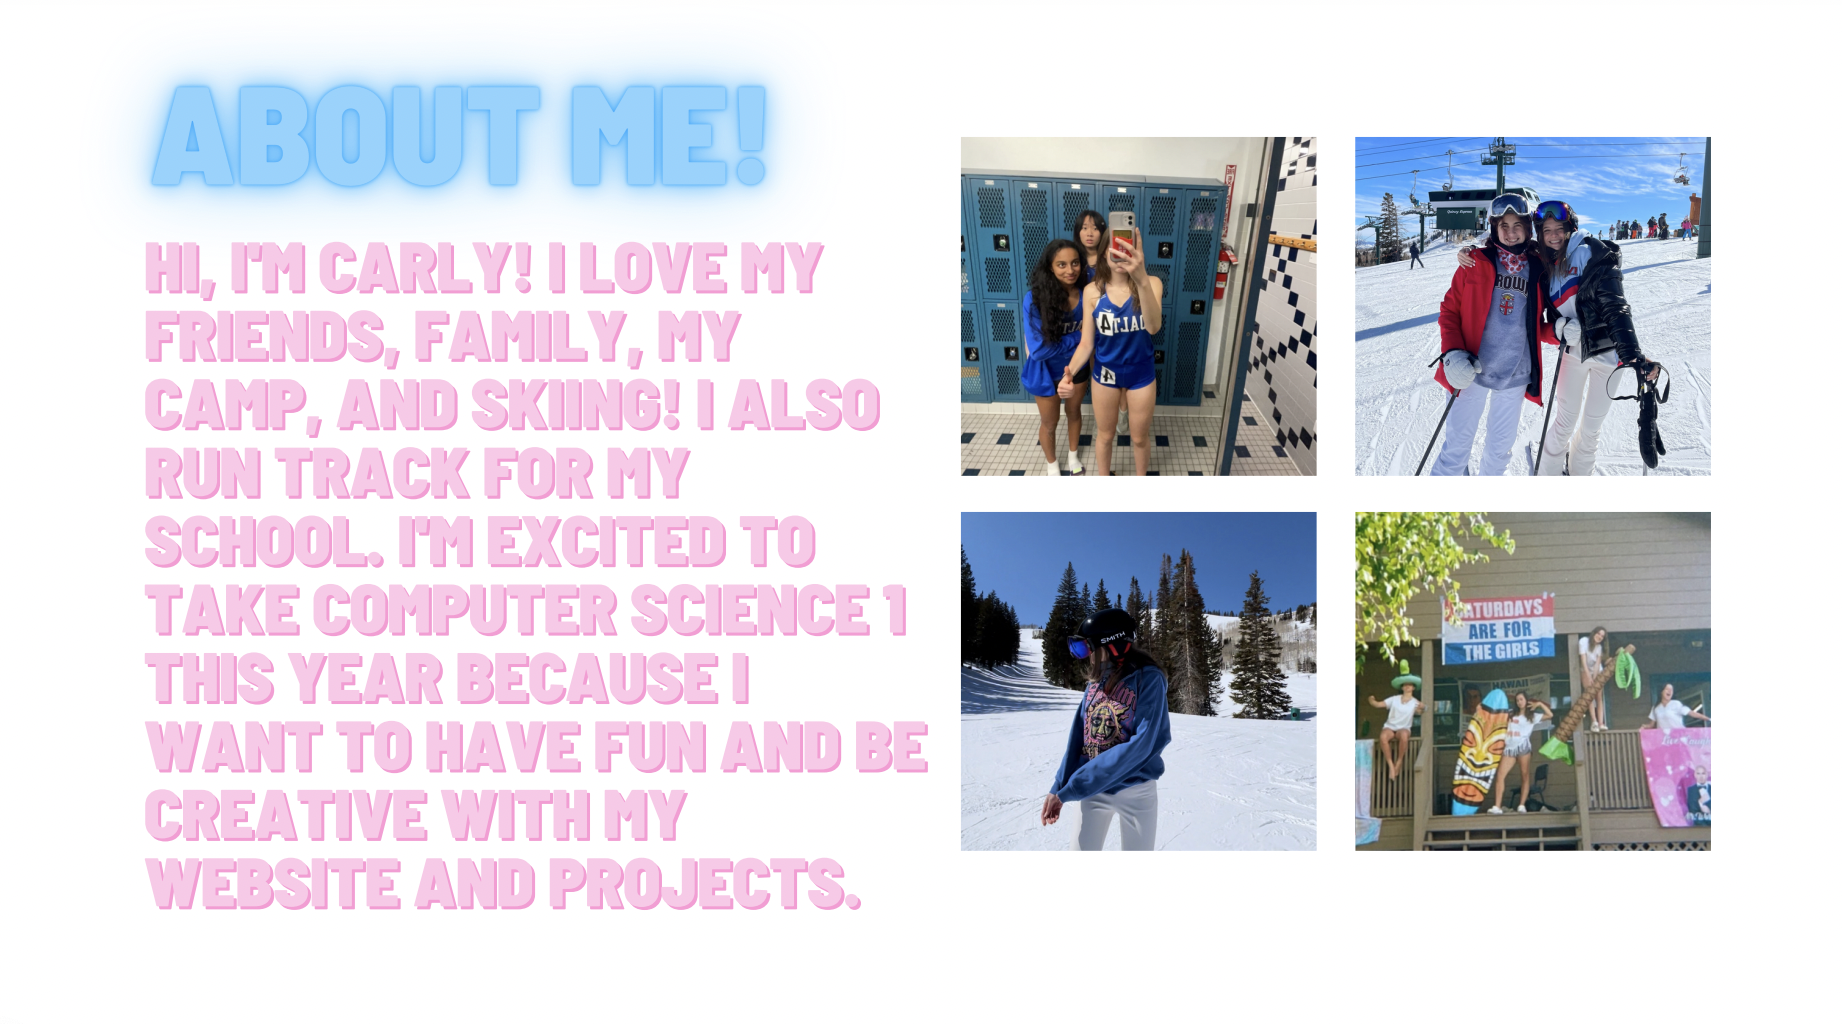 ABOUT ME!
HI, I'M CARLY! I LOVE MY
FRIENDS, FAMILY, MY
CAMP, AND SKIING! I ALSO
RUN TRACK FOR MY
SCHOOL. I'M EXCITED TO
TAKE COMPUTER SCIENCE 1
THIS YEAR BECAUSE I
WANT TO HAVE FUN AND BE
CREATIVE WITH MY
WEBSITE AND PROJECTS.
SMITH
SATURDAYS
ARE FOR
THE GIRLS
HAWAII